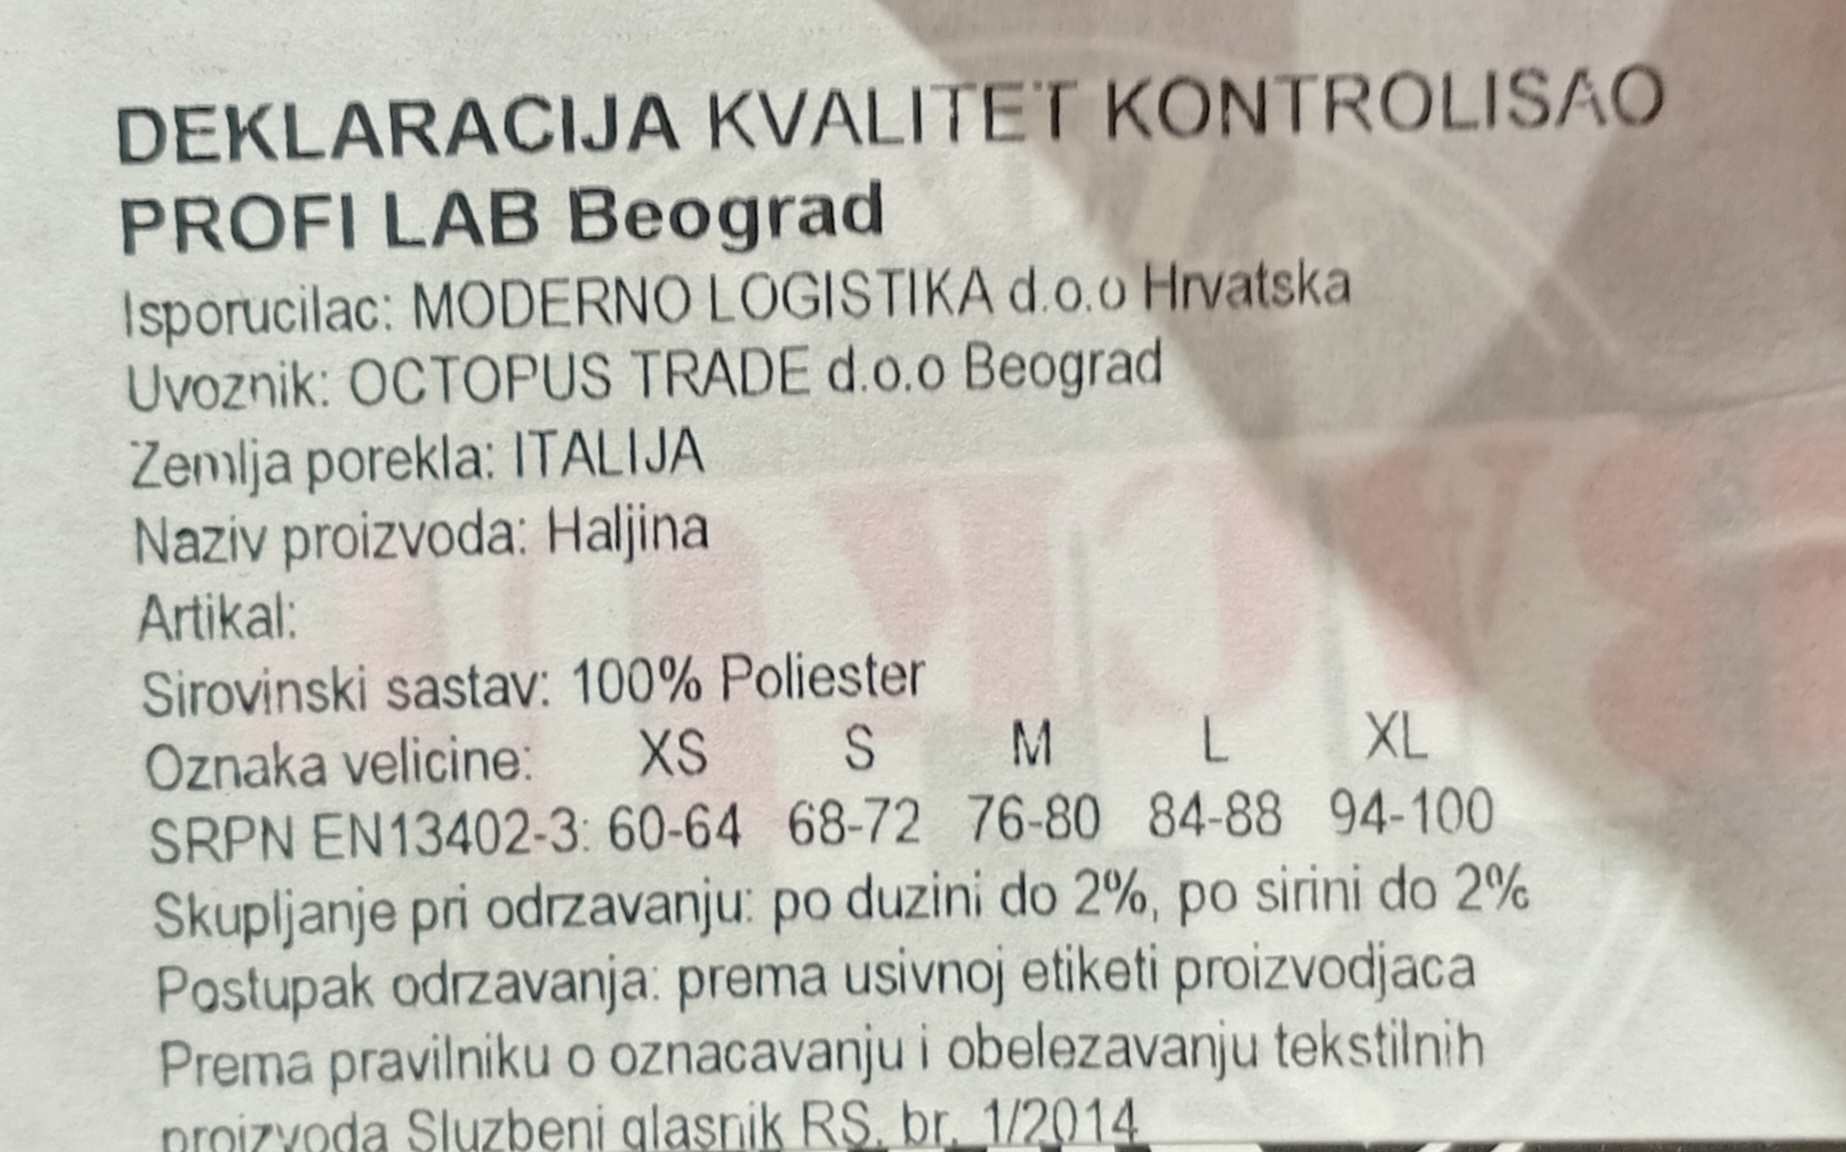 DEKLARACIJA KVALITET KONTROLISAO
PROFI LAB Beograd
Isporucilac: MODERNO LOGISTIKA d.o.o Hrvatska
Uvoznik: OCTOPUS TRADE d.o.o Beograd
Zemlja porekla: ITALIJA
Naziv proizvoda: Haljina
Artikal:
Sirovinski sastav: 100% Poliester
Oznaka velicine: XS S M L XL
SRPN EN13402-3: 60-64 68-72 76-80 84-88 94-100
Skupljanje pri odrzavanju: po duzini do 2%, po sirini do 2%
Postupak odrzavanja: prema usivnoj etiketi proizvodjaca
Prema pravilniku o oznacavanju i obelezavanju tekstilnih
proizvoda Sluzbeni glasnik RS. br. 1/2014